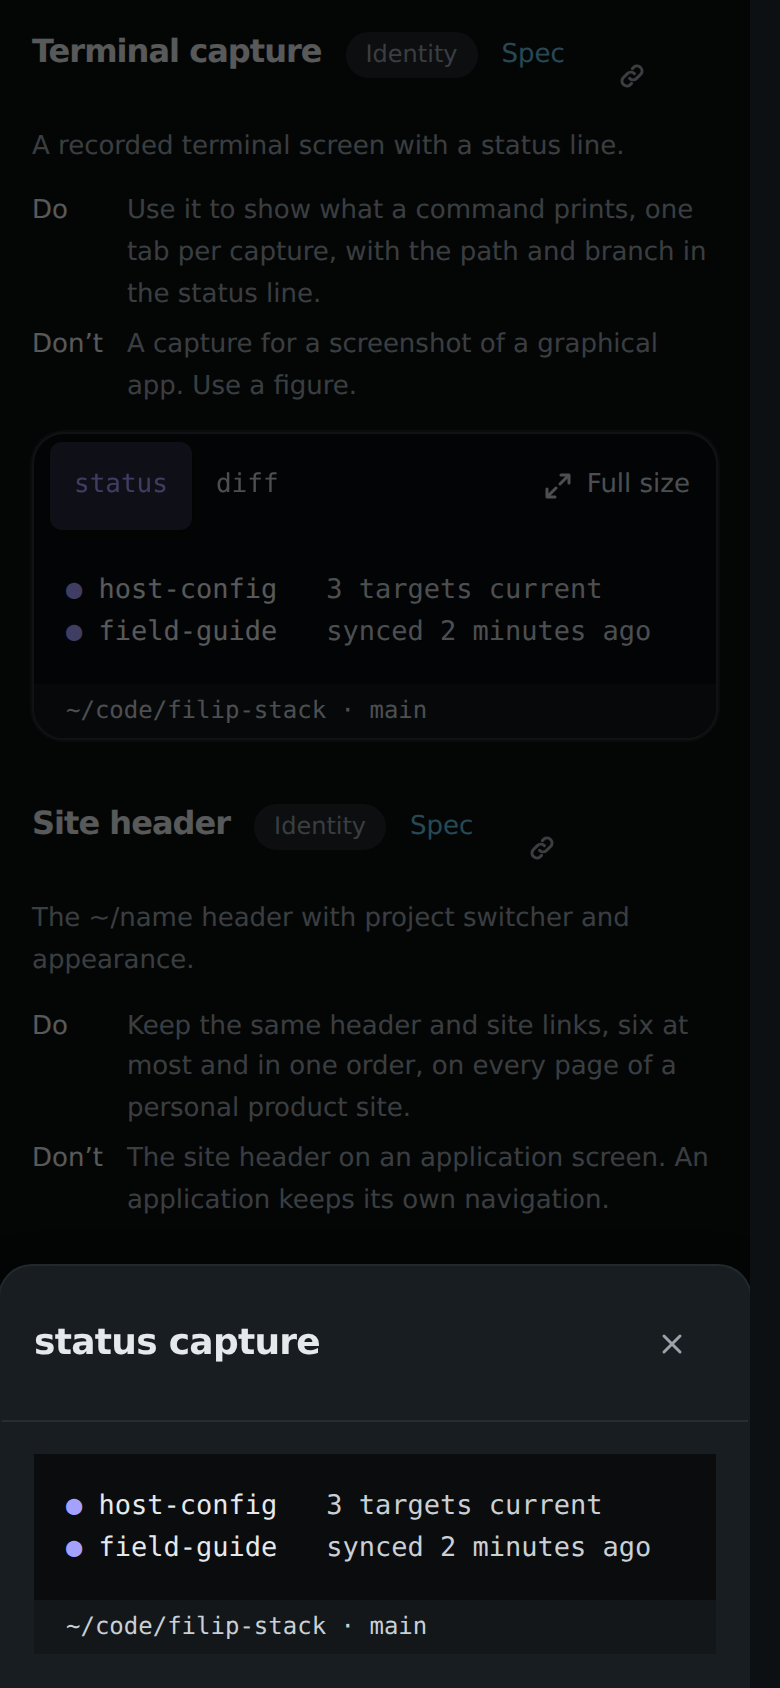 Terminal capture Identity Spec
A recorded terminal screen with a status line.
Do Use it to show what a command prints, one
tab per capture, with the path and branch in
the status line.
Don’t A capture for a screenshot of a graphical
app. Use a figure.
status diff Full size
● host-config 3 targets current
● field-guide synced 2 minutes ago
~/code/filip-stack · main
Site header Identity Spec
The ~/name header with project switcher and
appearance.
Do Keep the same header and site links, six at
most and in one order, on every page of a
personal product site.
Don’t The site header on an application screen. An
application keeps its own navigation.
status capture
● host-config 3 targets current
● field-guide synced 2 minutes ago
~/code/filip-stack · main